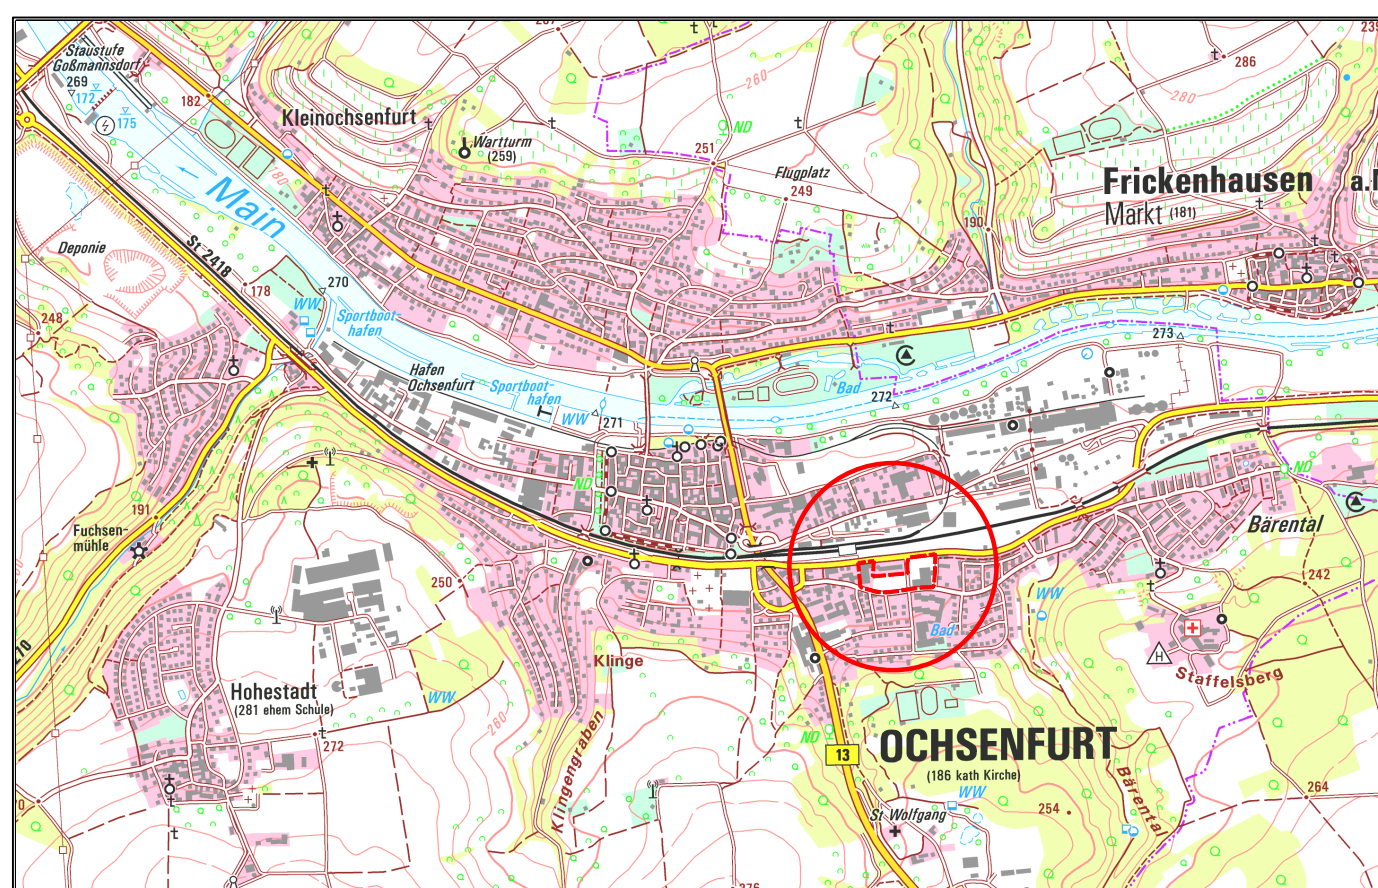 Staustufe
Goßmannsdorf
269
172
175
182
Kleinochsenfurt
Wartturm
(259)
180
260
ND
251
Flugplatz
249
286
280
Frickenhausen
Markt (181)
190
Main
St 2418
Deponie
178
270
WW
Sportboot-
hafen
248
Hafen
Ochsenfurt
Sportboot-
hafen
WW
271
Bad
272
273
ND
ND
Bärental
191
Fuchsen-
mühle
250
242
WW
Bad
Klinge
Staffelsberg
H
Hohestadt
(281 ehem Schule)
WW
272
260
Klingengraben
ND
13
OCHSENFURT
(186 kath Kirche)
WW
St Wolfgang
254
Bärental
264
276